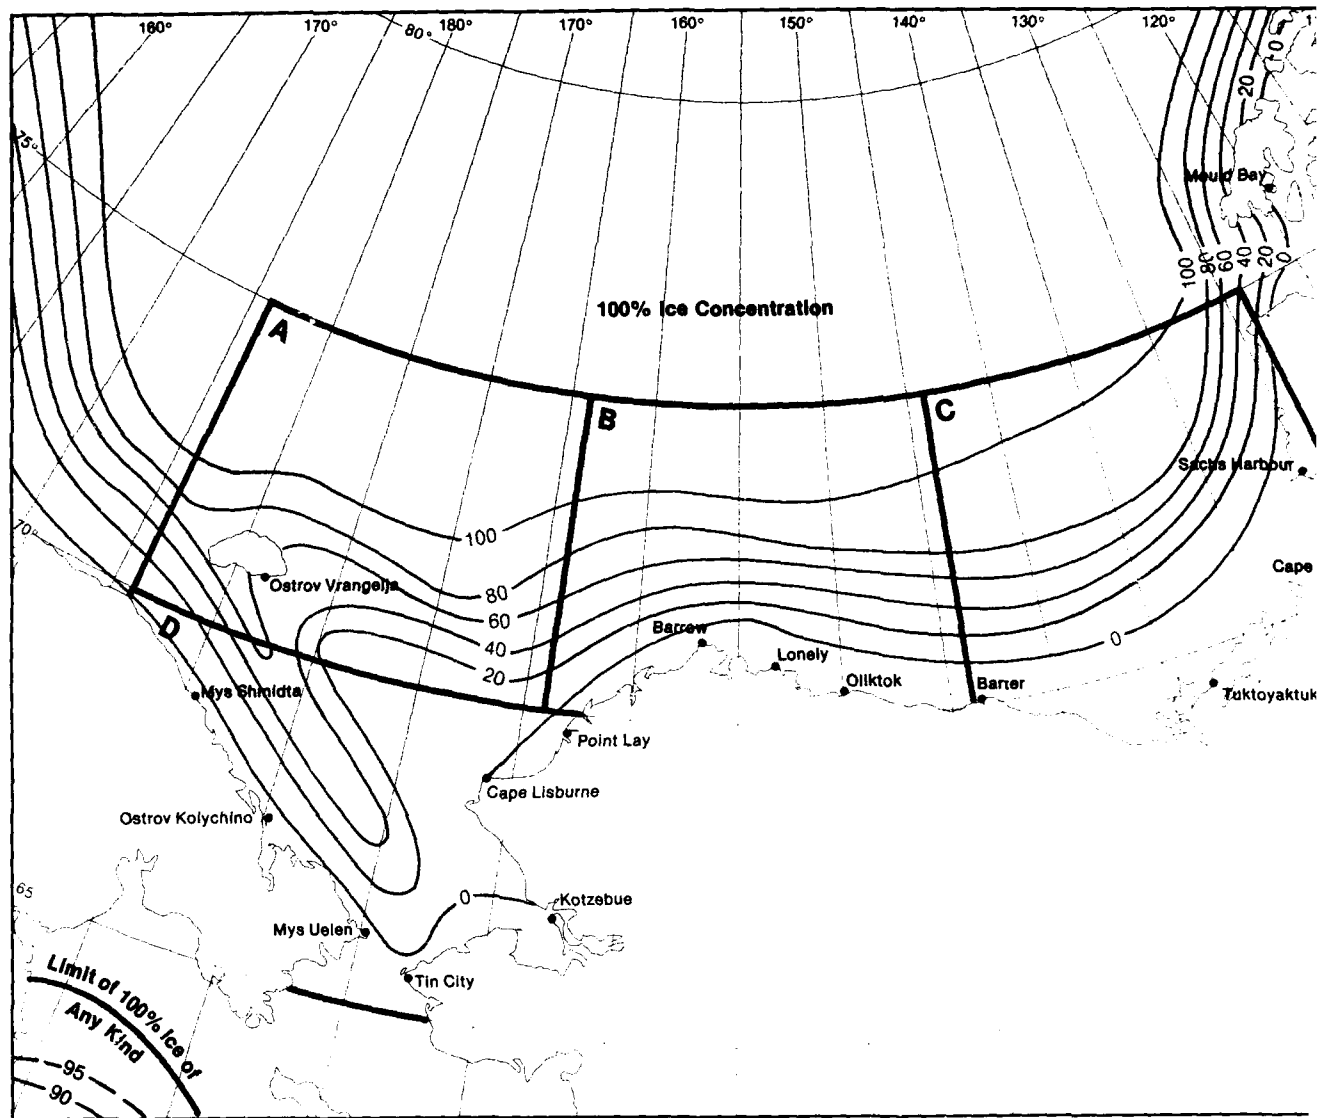 160°
170°
80°
180°
170°
160°
150°
140°
130°
120°
0
20
75°
Mould Bay
100
80
60
40
20
0
100% Ice Concentration
A
B
C
Sachs Harbour
70°
100
Ostrov Vrangelja
Cape
80
60
D
Barrow
40
0
Lonely
20
Mys Shmidta
Oliktok
Barter
Tuktoyaktuk
Point Lay
Cape Lisburne
Ostrov Kolychino
65
0
Kotzebue
Mys Uelen
Tin City
Limit of 100% Ice of
Any Kind
95
90